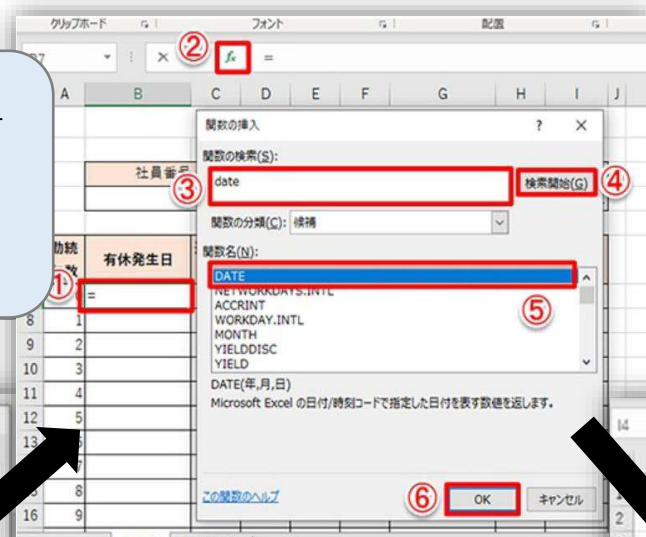 クリップボード フォント 配置
② fx =
A B C D E F G H I J
関数の挿入 ? ×
関数の検索(S):
社員番号
③ date 検索開始(G) ④
関数の分類(C): 候補
勤続 有休発生日 関数名(N):
① = DATE
NETWORKDAYS.INTL
ACCRINT ⑤
8 1 WORKDAY.INTL
MONTH
9 2 YIELDDISC
10 3 YIELD
DATE(年,月,日)
11 4 Microsoft Excel の日付/時刻コードで指定した日付を表す数値を返します。
12 5 I4
13
8 この関数のヘルプ ⑥ OK キャンセル
16 9 2